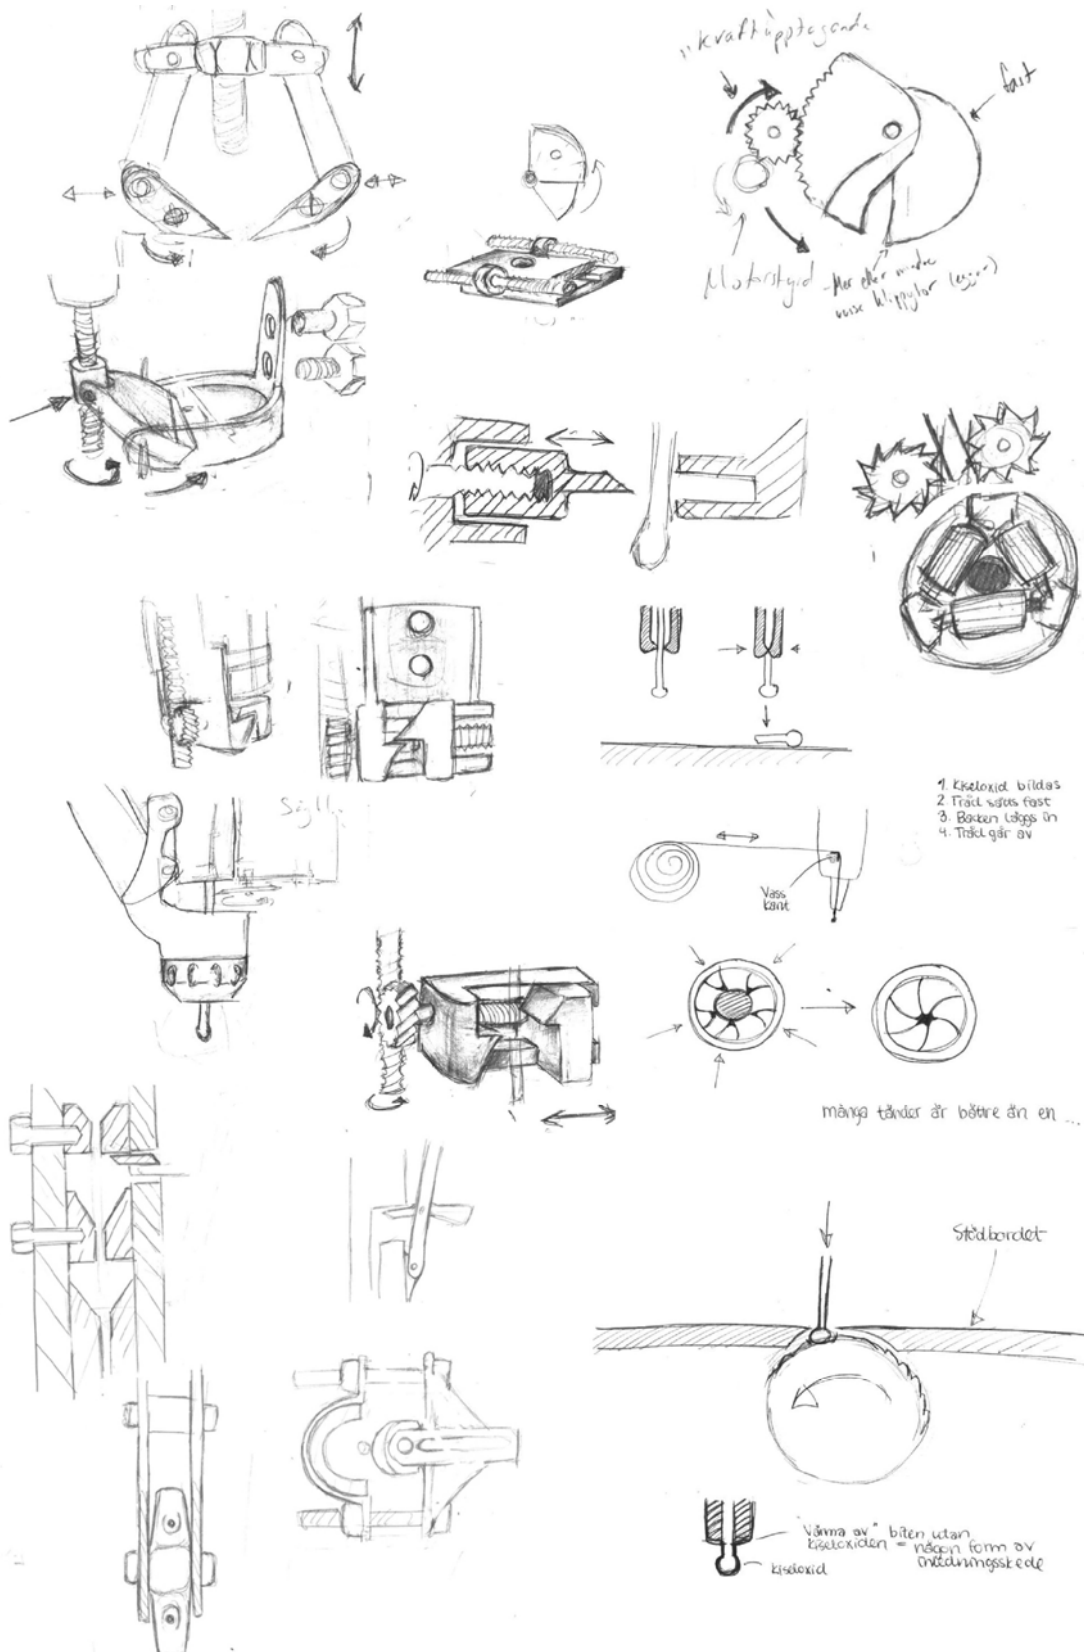 "kraftupptagande
fast
Motorstyrd
Mer eller mindre
vassa klippytor (eggar)
1. Kiseloxid bildas
2. Tråd sätts fast
3. Backen läggs in
4. Tråd går av
Vass
kant
många tänder är bättre än en ...
Stödbordet
"Värma av" biten utan
kiseloxiden = någon form av
kiseloxid